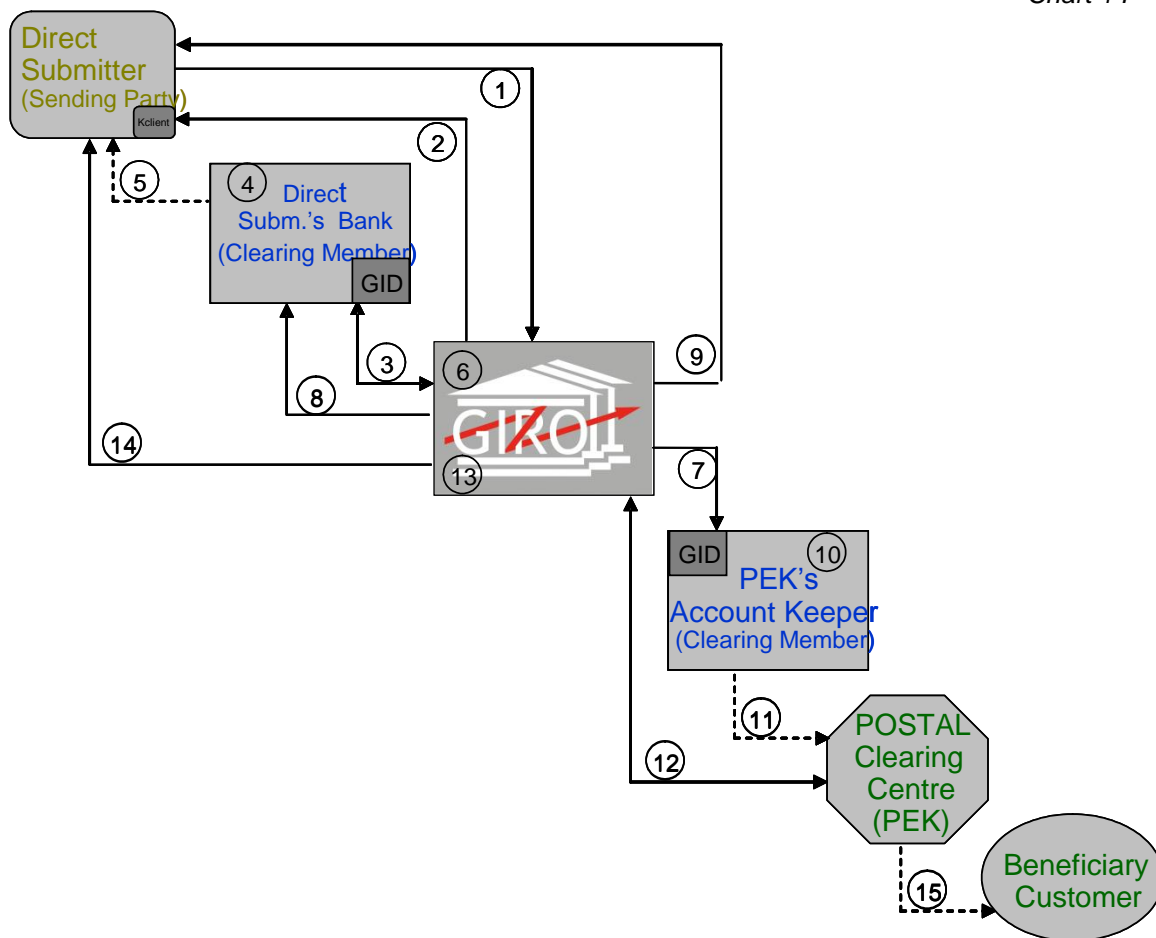 Direct
Submitter
(Sending Party)
Kclient
1
2
5
4
Direct
Subm.'s Bank
(Clearing Member)
GID
3
8
6
9
GIRO
14
13
7
GID
10
PEK's
Account Keeper
(Clearing Member)
11
12
POSTAL
Clearing
Centre
(PEK)
15
Beneficiary
Customer